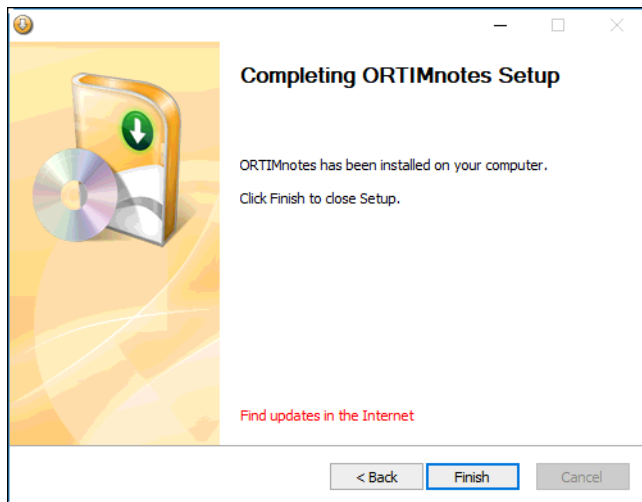 Completing ORTIMnotes Setup
ORTIMnotes has been installed on your computer.
Click Finish to close Setup.
Find updates in the Internet
< Back
Finish
Cancel